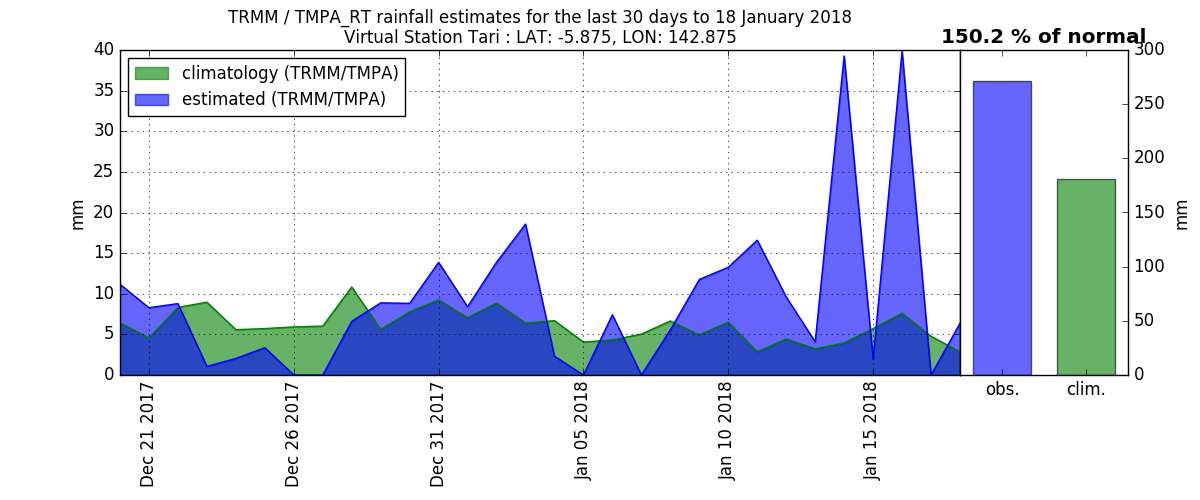 TRMM / TMPA_RT rainfall estimates for the last 30 days to 18 January 2018
Virtual Station Tari : LAT: -5.875, LON: 142.875
150.2 % of normal
climatology (TRMM/TMPA)
estimated (TRMM/TMPA)
40
35
30
25
20
15
10
5
0
mm
300
250
200
150
100
50
0
mm
Dec 21 2017
Dec 26 2017
Dec 31 2017
Jan 05 2018
Jan 10 2018
Jan 15 2018
obs.
clim.